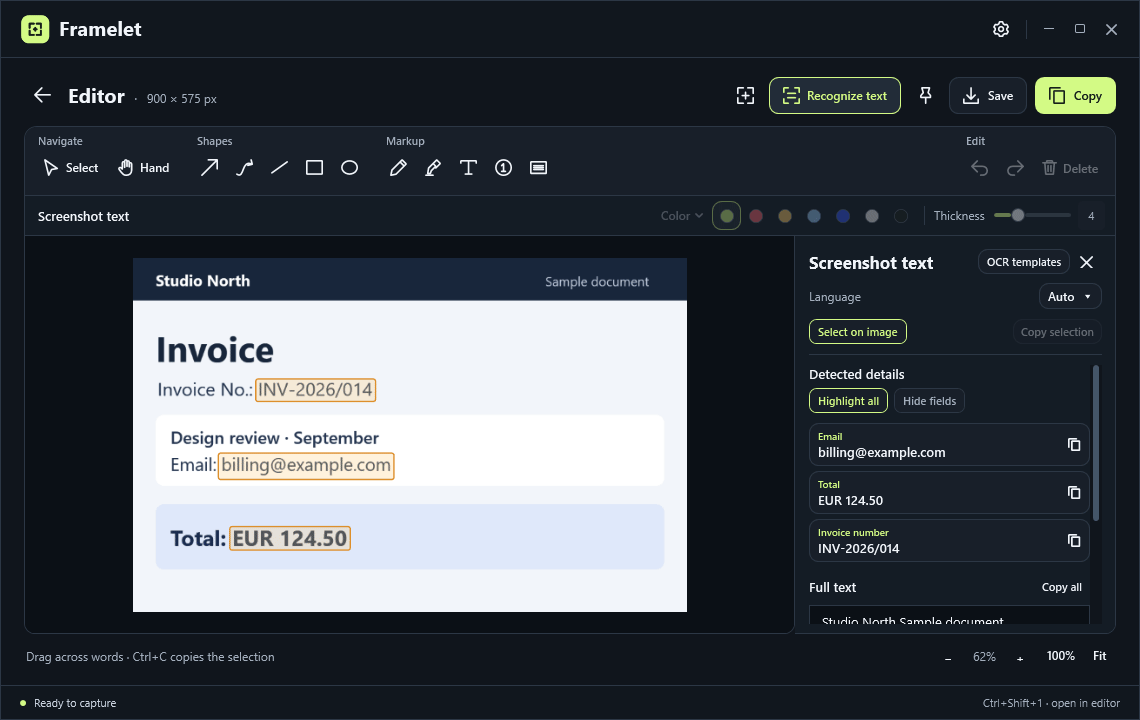 Framelet
Editor · 900 × 575 px
Recognize text
Save
Copy
Navigate
Shapes
Markup
Edit
Select
Hand
T
1
Delete
Screenshot text
Color
Thickness
4
Studio North
Sample document
Invoice
Invoice No.: INV-2026/014
Design review · September
Email: billing@example.com
Total: EUR 124.50
Screenshot text
OCR templates
Language
Auto
Select on image
Copy selection
Detected details
Highlight all
Hide fields
Email
billing@example.com
Total
EUR 124.50
Invoice number
INV-2026/014
Full text
Copy all
Studio North Sample document
Drag across words · Ctrl+C copies the selection
– 62% + 100% Fit
Ready to capture
Ctrl+Shift+1 · open in editor